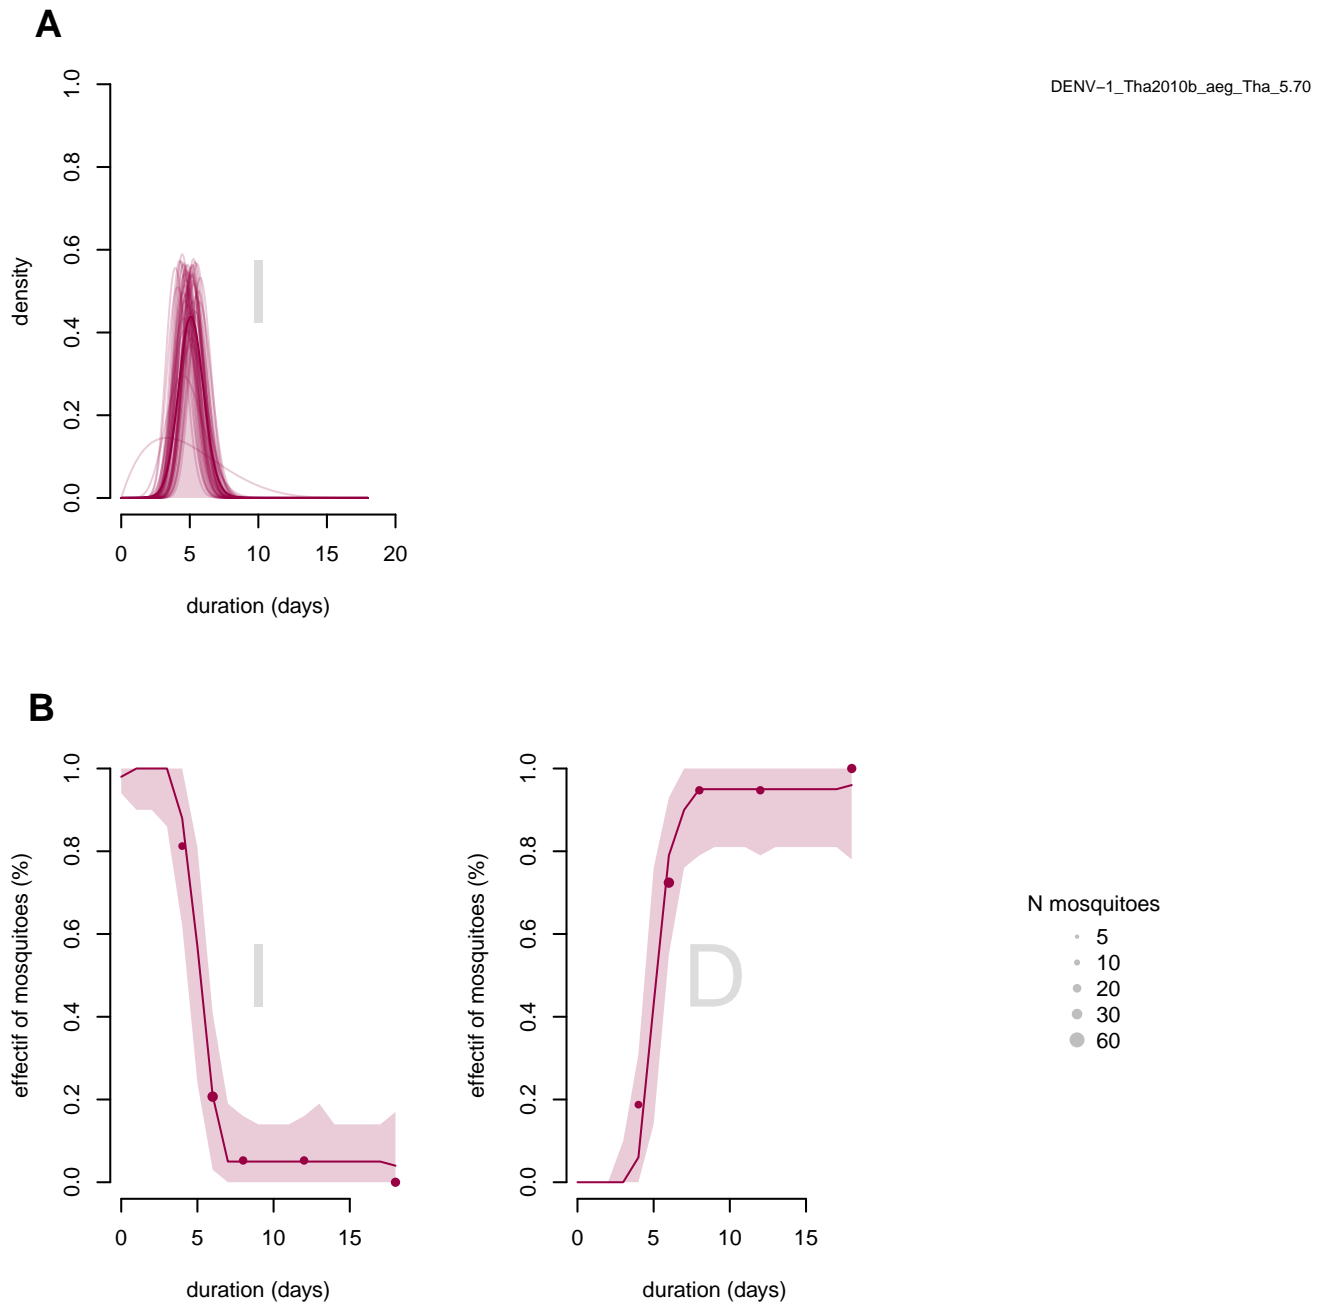 A
DENV−1_Tha2010b_aeg_Tha_5.70
density
1.0
0.8
0.6
0.4
0.2
0.0
I
0 5 10 15 20
duration (days)
B
effectif of mosquitoes (%)
1.0
0.8
0.6
0.4
0.2
0.0
I
0 5 10 15
duration (days)
effectif of mosquitoes (%)
1.0
0.8
0.6
0.4
0.2
0.0
D
0 5 10 15
duration (days)
N mosquitoes
5
10
20
30
60